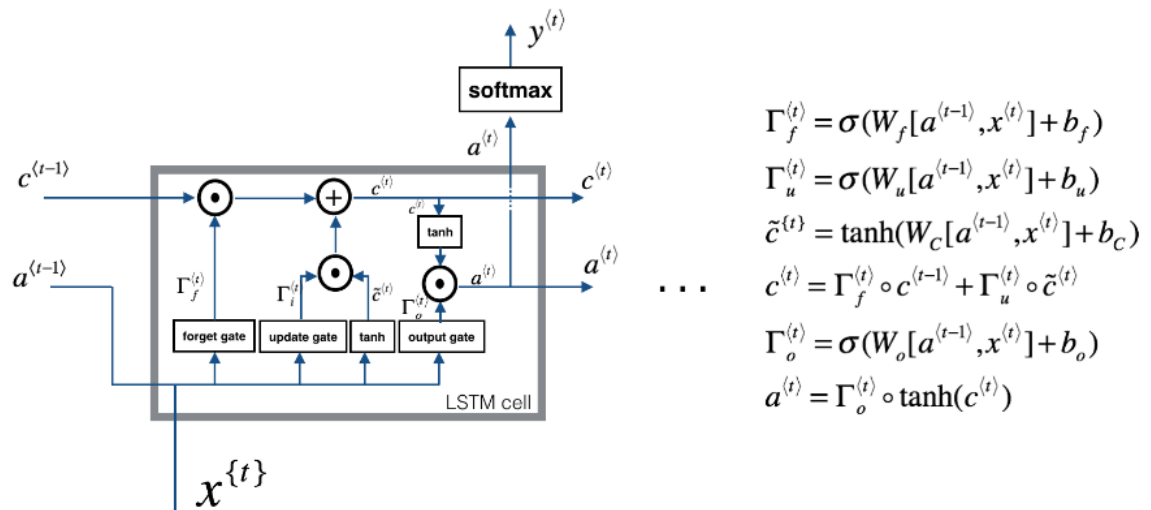 y⟨t⟩
softmax
a⟨t⟩
c⟨t−1⟩
c⟨t⟩
c⟨t⟩
c⟨t⟩
tanh
a⟨t−1⟩
Γf⟨t⟩
Γi⟨t
c̃⟨t⟩
Γo⟨t⟩
a⟨t⟩
a⟨t⟩
forget gate
update gate
tanh
output gate
LSTM cell
x{t}
. . .
Γf⟨t⟩ = σ(Wf[a⟨t−1⟩, x⟨t⟩] + bf)
Γu⟨t⟩ = σ(Wu[a⟨t−1⟩, x⟨t⟩] + bu)
c̃{t} = tanh(WC[a⟨t−1⟩, x⟨t⟩] + bC)
c⟨t⟩ = Γf⟨t⟩ ∘ c⟨t−1⟩ + Γu⟨t⟩ ∘ c̃⟨t⟩
Γo⟨t⟩ = σ(Wo[a⟨t−1⟩, x⟨t⟩] + bo)
a⟨t⟩ = Γo⟨t⟩ ∘ tanh(c⟨t⟩)